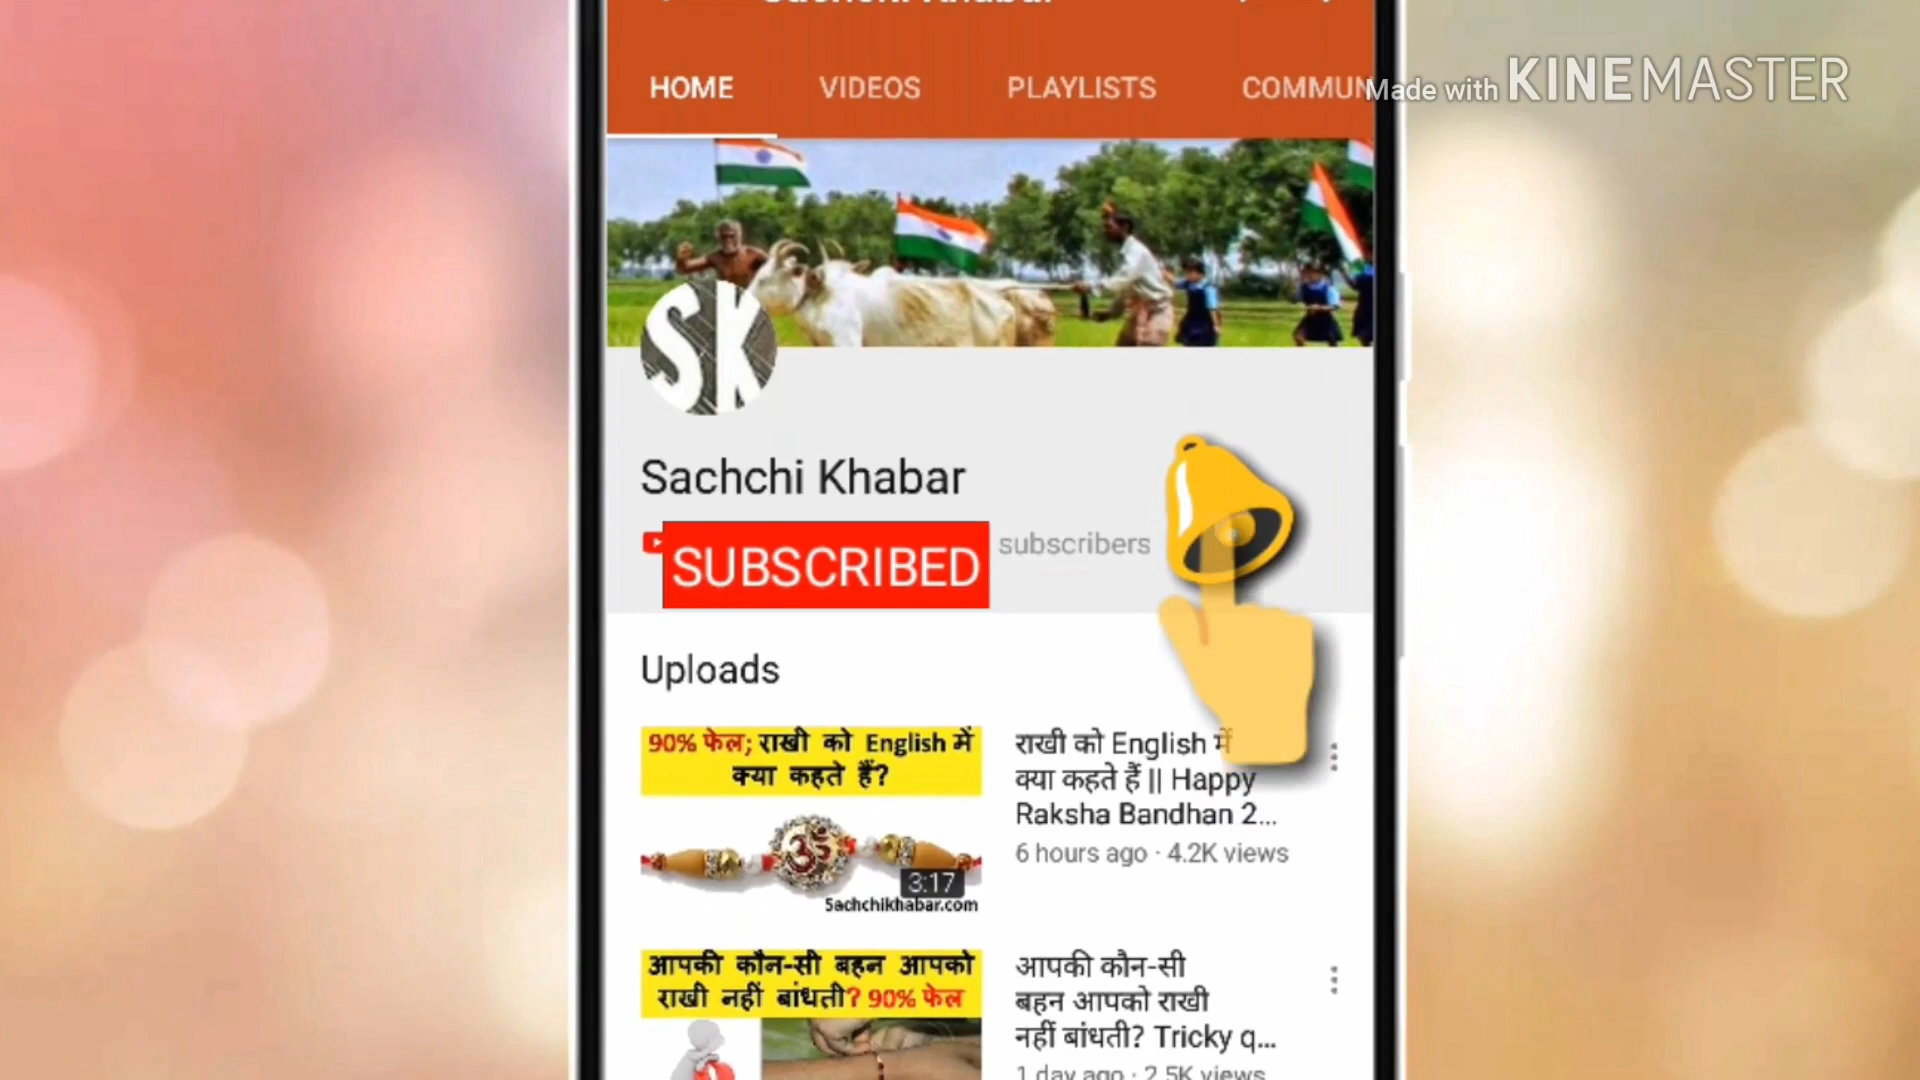 Sachchi Khabar
HOME VIDEOS PLAYLISTS COMMUN
Made with KINEMASTER
SK
Sachchi Khabar
SUBSCRIBED subscribers
Uploads
90% फेल; राखी को English में
क्या कहते हैं?
3:17
Sachchikhabar.com
राखी को English में
क्या कहते हैं || Happy
Raksha Bandhan 2...
6 hours ago · 4.2K views
आपकी कौन-सी बहन आपको
राखी नहीं बांधती? 90% फेल
आपकी कौन-सी
बहन आपको राखी
नहीं बांधती? Tricky q...
1 day ago · 2.5K views